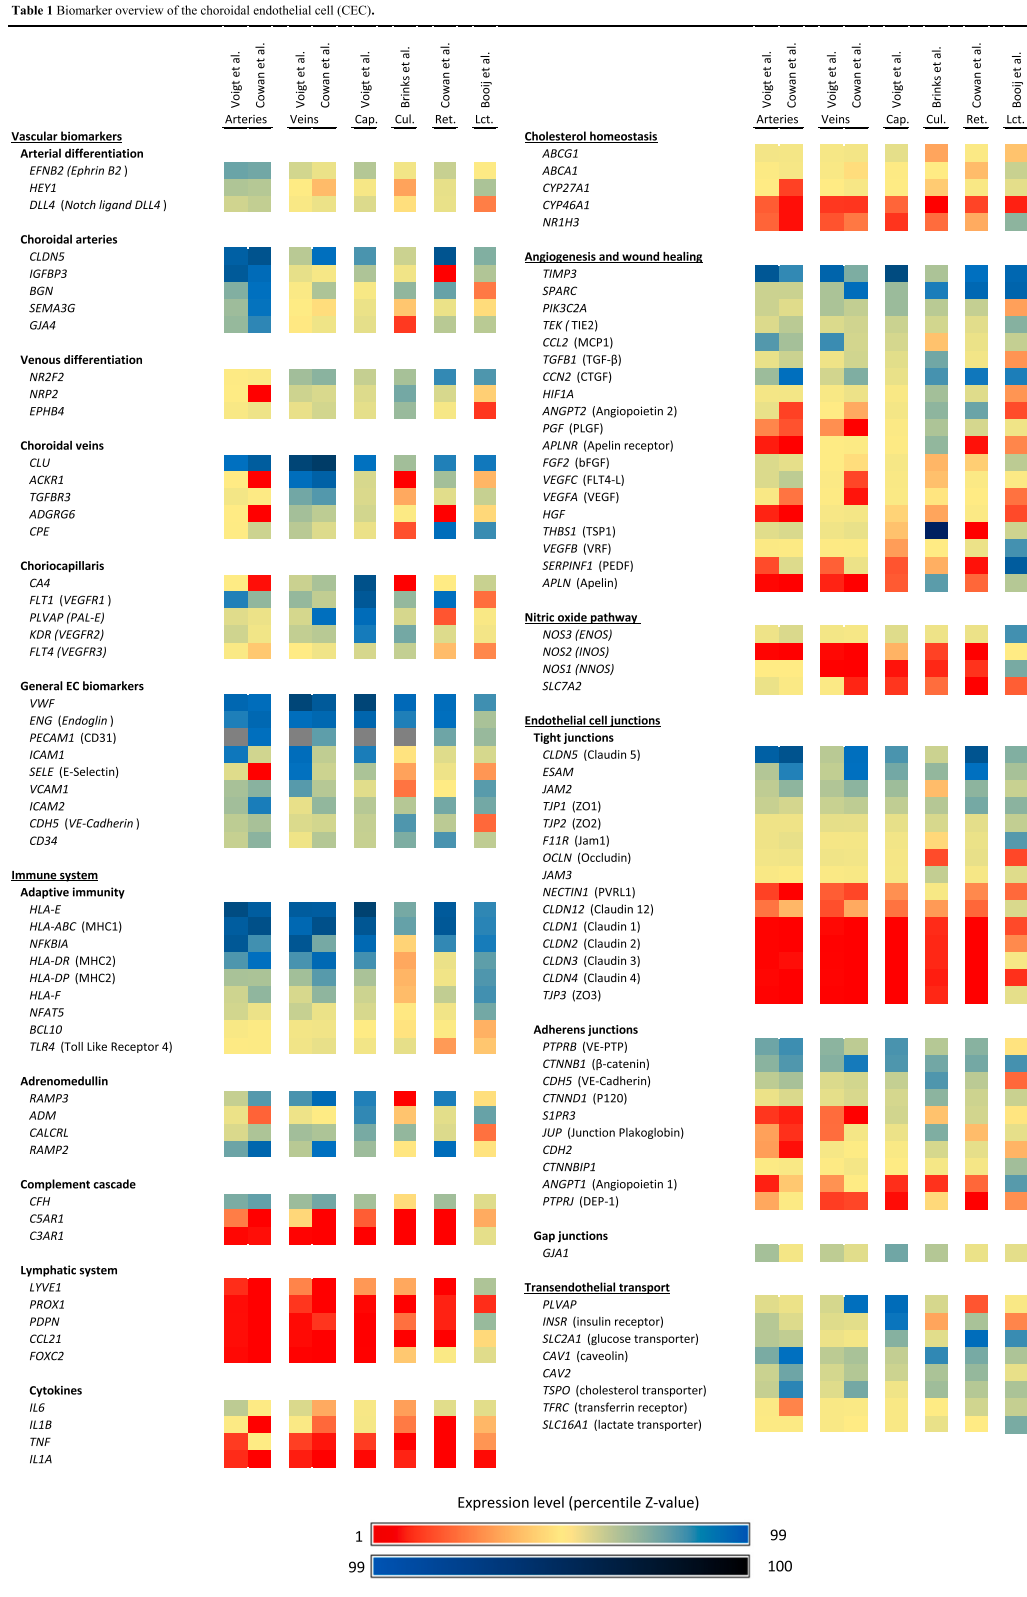 Table 1 Biomarker overview of the choroidal endothelial cell (CEC).
Voigt et al.
Cowan et al.
Voigt et al.
Cowan et al.
Voigt et al.
Brinks et al.
Cowan et al.
Booij et al.
Arteries Veins Cap. Cul. Ret. Lct.
Vascular biomarkers
Arterial differentiation
EFNB2 (Ephrin B2)
HEY1
DLL4 (Notch ligand DLL4)
Choroidal arteries
CLDN5
IGFBP3
BGN
SEMA3G
GJA4
Venous differentiation
NR2F2
NRP2
EPHB4
Choroidal veins
CLU
ACKR1
TGFBR3
ADGRG6
CPE
Choriocapillaris
CA4
FLT1 (VEGFR1)
PLVAP (PAL-E)
KDR (VEGFR2)
FLT4 (VEGFR3)
General EC biomarkers
VWF
ENG (Endoglin)
PECAM1 (CD31)
ICAM1
SELE (E-Selectin)
VCAM1
ICAM2
CDH5 (VE-Cadherin)
CD34
Immune system
Adaptive immunity
HLA-E
HLA-ABC (MHC1)
NFKBIA
HLA-DR (MHC2)
HLA-DP (MHC2)
HLA-F
NFAT5
BCL10
TLR4 (Toll Like Receptor 4)
Adrenomedullin
RAMP3
ADM
CALCRL
RAMP2
Complement cascade
CFH
C5AR1
C3AR1
Lymphatic system
LYVE1
PROX1
PDPN
CCL21
FOXC2
Cytokines
IL6
IL1B
TNF
IL1A
Voigt et al.
Cowan et al.
Voigt et al.
Cowan et al.
Voigt et al.
Brinks et al.
Cowan et al.
Booij et al.
Arteries Veins Cap. Cul. Ret. Lct.
Cholesterol homeostasis
ABCG1
ABCA1
CYP27A1
CYP46A1
NR1H3
Angiogenesis and wound healing
TIMP3
SPARC
PIK3C2A
TEK (TIE2)
CCL2 (MCP1)
TGFB1 (TGF-β)
CCN2 (CTGF)
HIF1A
ANGPT2 (Angiopoietin 2)
PGF (PLGF)
APLNR (Apelin receptor)
FGF2 (bFGF)
VEGFC (FLT4-L)
VEGFA (VEGF)
HGF
THBS1 (TSP1)
VEGFB (VRF)
SERPINF1 (PEDF)
APLN (Apelin)
Nitric oxide pathway
NOS3 (ENOS)
NOS2 (INOS)
NOS1 (NNOS)
SLC7A2
Endothelial cell junctions
Tight junctions
CLDN5 (Claudin 5)
ESAM
JAM2
TJP1 (ZO1)
TJP2 (ZO2)
F11R (Jam1)
OCLN (Occludin)
JAM3
NECTIN1 (PVRL1)
CLDN12 (Claudin 12)
CLDN1 (Claudin 1)
CLDN2 (Claudin 2)
CLDN3 (Claudin 3)
CLDN4 (Claudin 4)
TJP3 (ZO3)
Adherens junctions
PTPRB (VE-PTP)
CTNNB1 (β-catenin)
CDH5 (VE-Cadherin)
CTNND1 (P120)
S1PR3
JUP (Junction Plakoglobin)
CDH2
CTNNBIP1
ANGPT1 (Angiopoietin 1)
PTPRJ (DEP-1)
Gap junctions
GJA1
Transendothelial transport
PLVAP
INSR (insulin receptor)
SLC2A1 (glucose transporter)
CAV1 (caveolin)
CAV2
TSPO (cholesterol transporter)
TFRC (transferrin receptor)
SLC16A1 (lactate transporter)
Expression level (percentile Z-value)
1 99
99 100